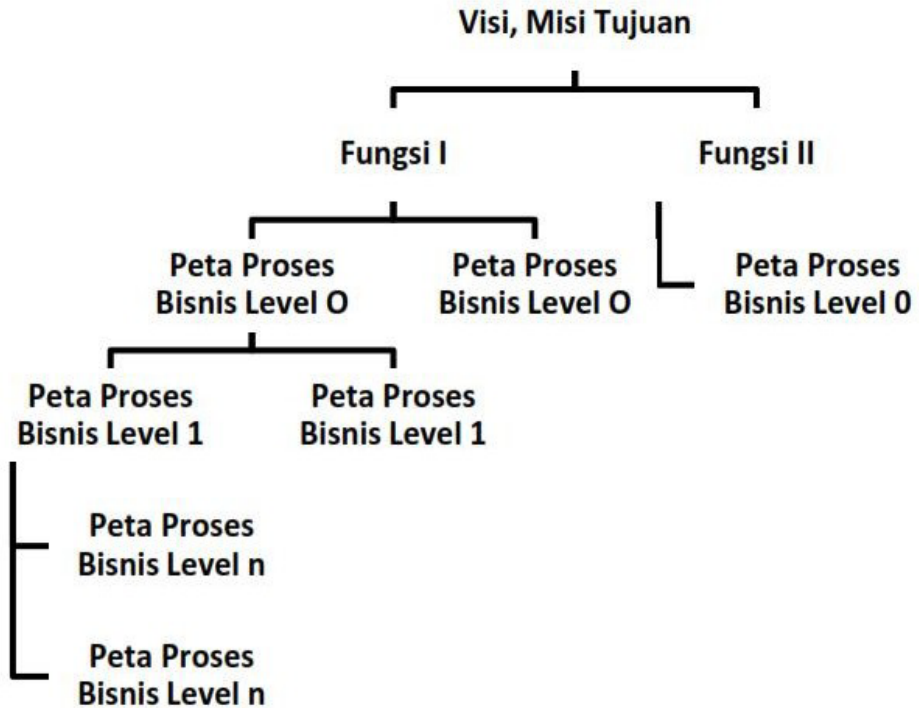 Visi, Misi Tujuan
Fungsi I
Fungsi II
Peta Proses
Bisnis Level O
Peta Proses
Bisnis Level O
Peta Proses
Bisnis Level 0
Peta Proses
Bisnis Level 1
Peta Proses
Bisnis Level 1
Peta Proses
Bisnis Level n
Peta Proses
Bisnis Level n